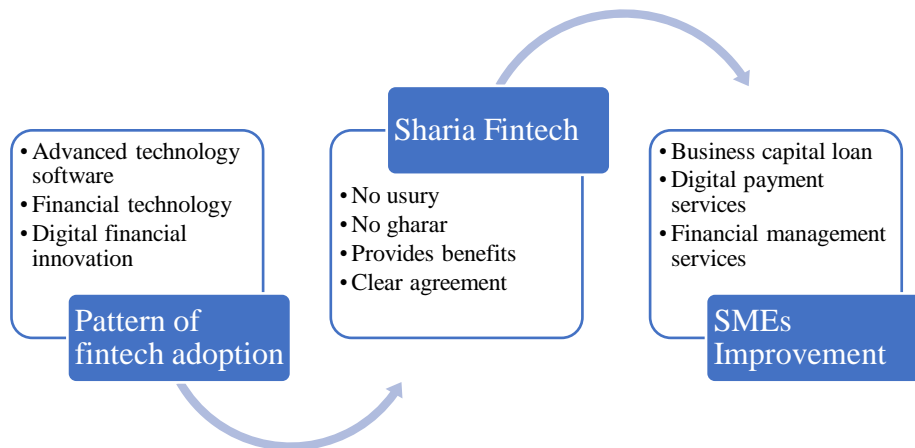 • Advanced technology
software
• Financial technology
• Digital financial
innovation
Pattern of
fintech adoption
Sharia Fintech
• No usury
• No gharar
• Provides benefits
• Clear agreement
• Business capital loan
• Digital payment
services
• Financial management
services
SMEs
Improvement